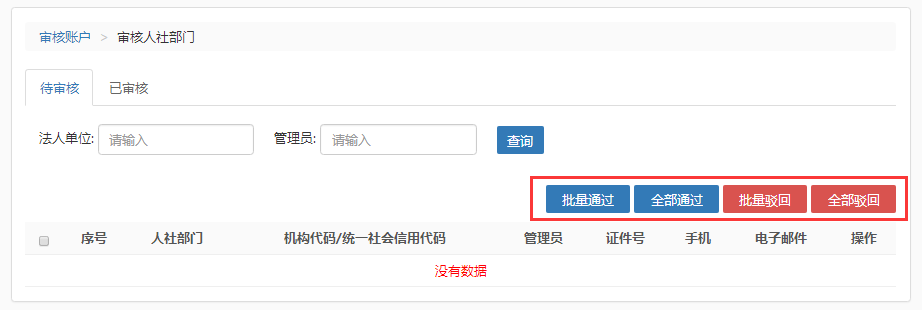 审核账户 > 审核人社部门
待审核 已审核
法人单位: 请输入 管理员: 请输入 查询
批量通过 全部通过 批量驳回 全部驳回
序号 人社部门 机构代码/统一社会信用代码 管理员 证件号 手机 电子邮件 操作
没有数据